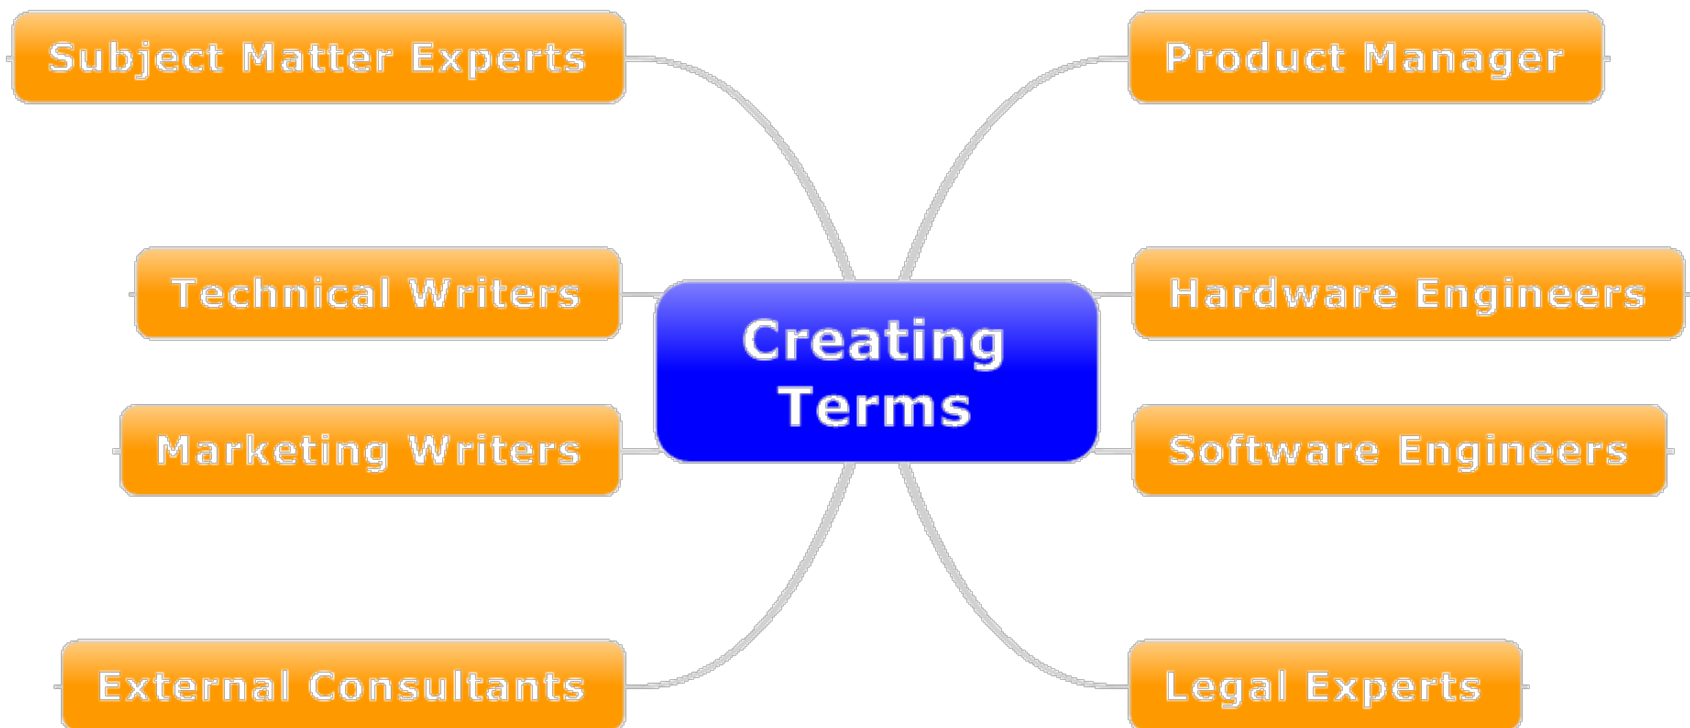 Subject Matter Experts
Product Manager
Technical Writers
Hardware Engineers
Creating
Terms
Marketing Writers
Software Engineers
External Consultants
Legal Experts